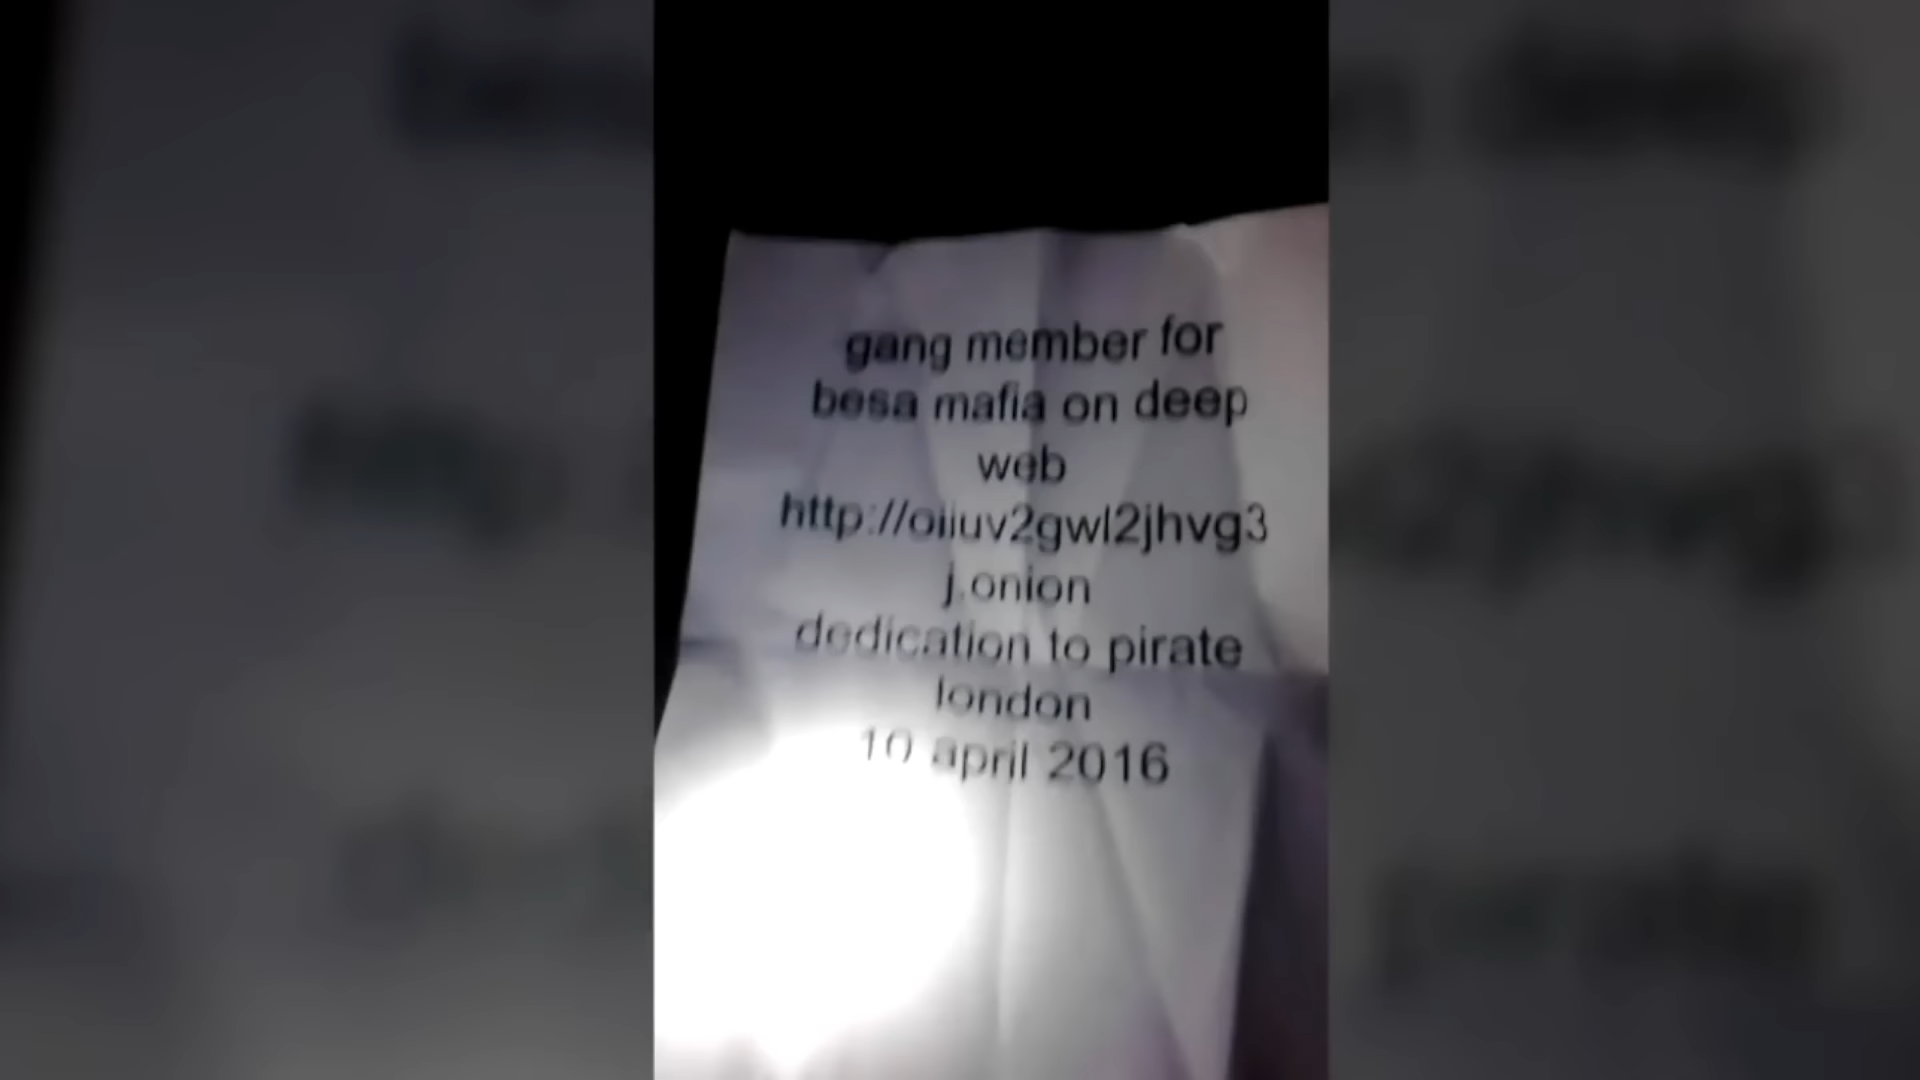 gang member for
besa mafia on deep
web
http://oiiuv2gwl2jhvg3
j.onion
dedication to pirate
london
10 april 2016